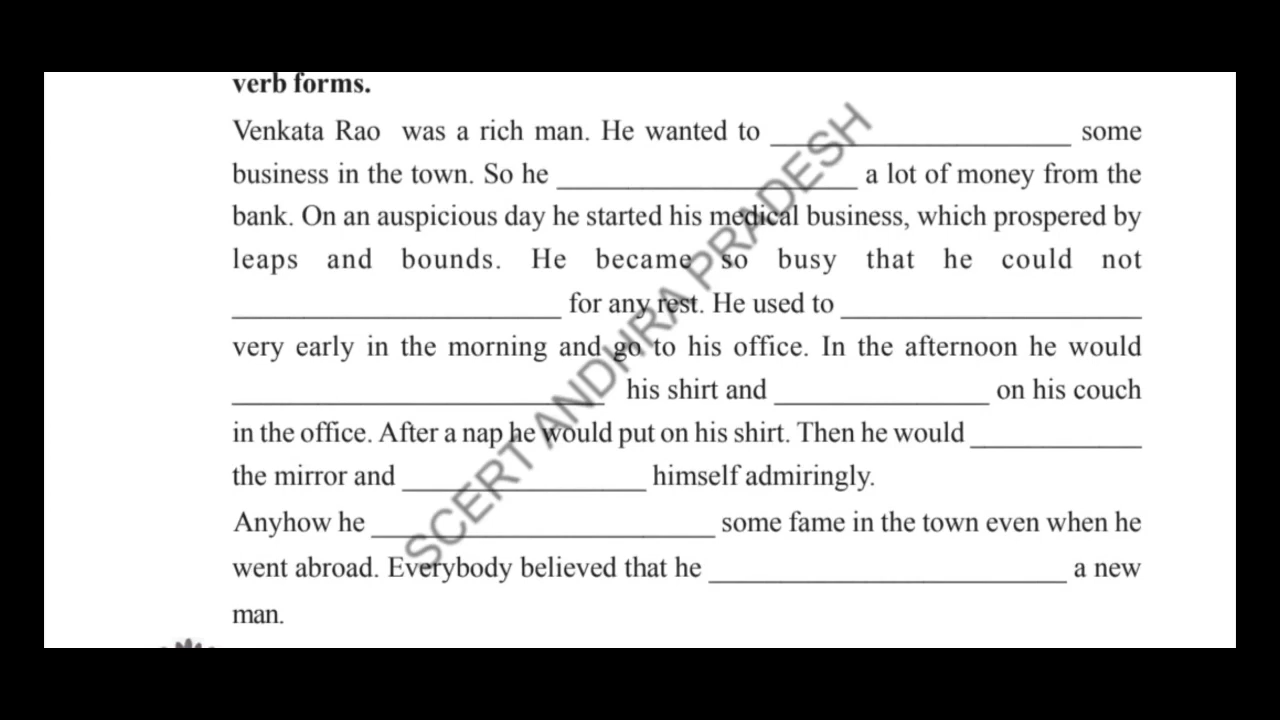 verb forms.
Venkata Rao was a rich man. He wanted to ____________________ some
business in the town. So he ____________________ a lot of money from the
bank. On an auspicious day he started his medical business, which prospered by
leaps and bounds. He became so busy that he could not
______________________ for any rest. He used to ____________________
very early in the morning and go to his office. In the afternoon he would
_________________________ his shirt and ______________ on his couch
in the office. After a nap he would put on his shirt. Then he would ___________
the mirror and ________________ himself admiringly.
Anyhow he _______________________ some fame in the town even when he
went abroad. Everybody believed that he ________________________ a new
man.
SCERT ANDHRA PRADESH